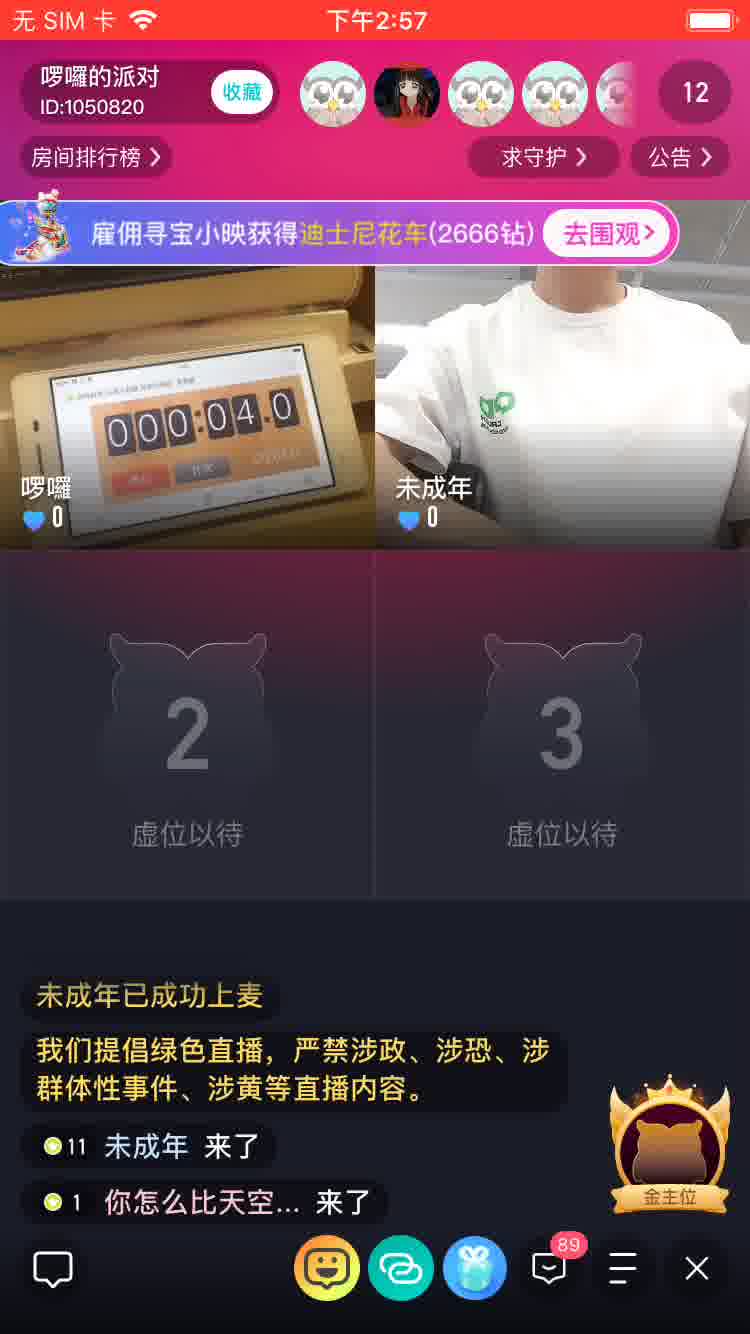 无 SIM 卡
下午2:57
啰囉的派对
ID:1050820
收藏
12
房间排行榜
求守护
公告
雇佣寻宝小映获得迪士尼花车(2666钻)
去围观
000:04.0
啰囉
0
未成年
0
2
3
虚位以待
虚位以待
未成年已成功上麦
我们提倡绿色直播，严禁涉政、涉恐、涉
群体性事件、涉黄等直播内容。
11 未成年 来了
1 你怎么比天空... 来了
金主位
89